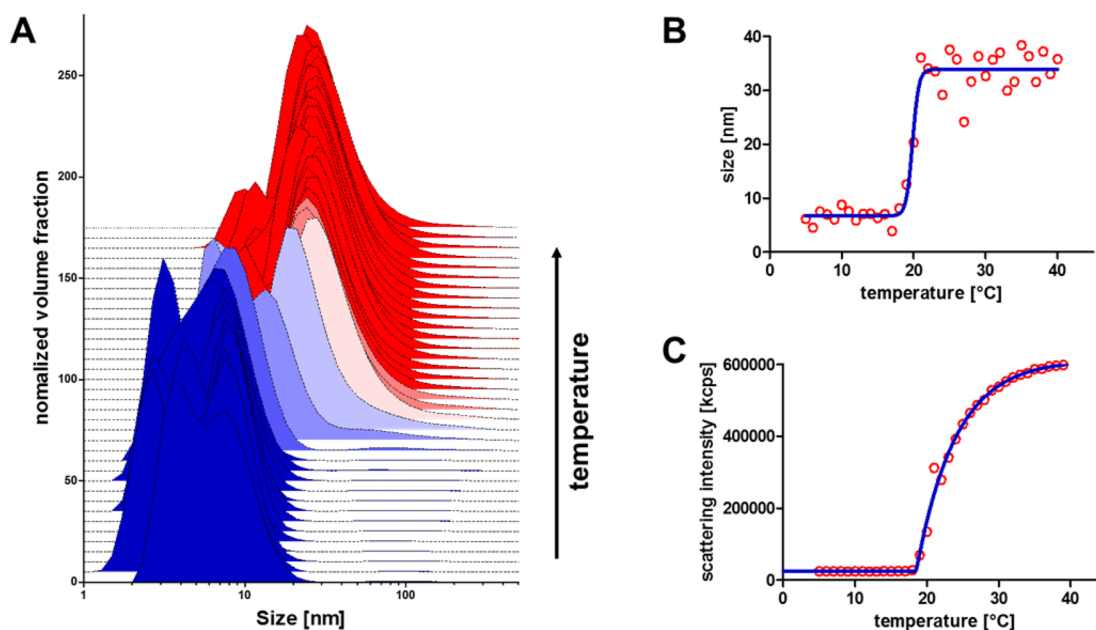 A
nomalized volume fraction
250
200
150
100
50
0
1
10
100
Size [nm]
temperature
B
size [nm]
40
30
20
10
0
0
10
20
30
40
temperature [°C]
C
scattering intensity [kcps]
600000
400000
200000
0
0
10
20
30
40
temperature [°C]